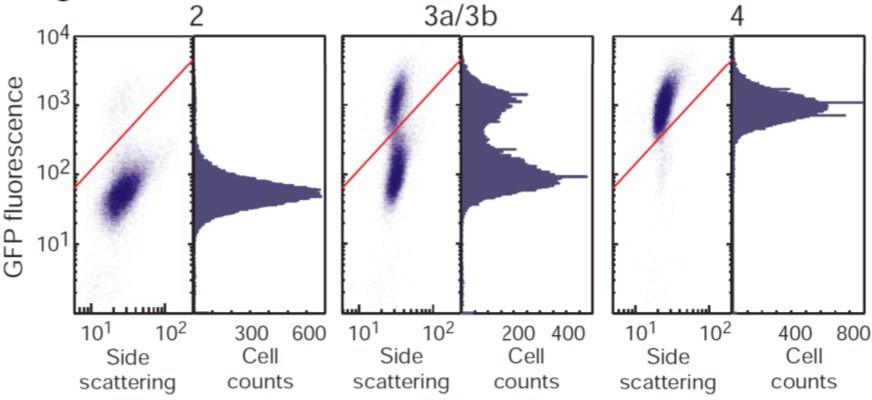 2 3a/3b 4
GFP fluorescence
10⁴
10³
10²
10¹
10¹ 10² 300 600 10¹ 10² 200 400 10¹ 10² 400 800
Side Cell Side Cell Side Cell
scattering counts scattering counts scattering counts